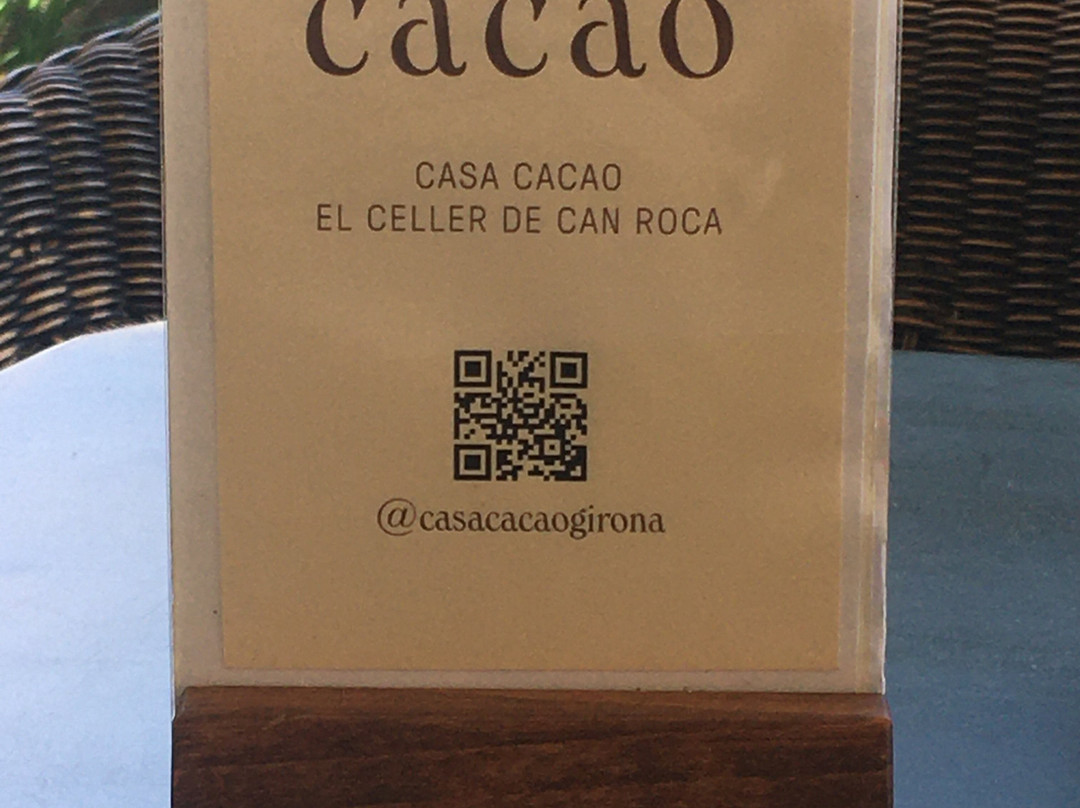 cacao
CASA CACAO
EL CELLER DE CAN ROCA
@casacacaogirona